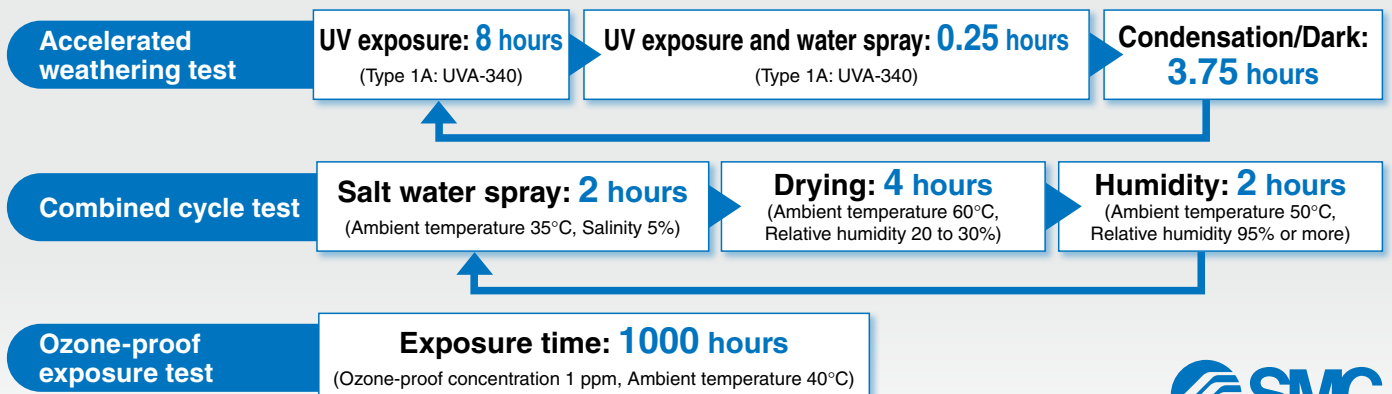 Accelerated
weathering test
UV exposure: 8 hours
(Type 1A: UVA-340)
UV exposure and water spray: 0.25 hours
(Type 1A: UVA-340)
Condensation/Dark:
3.75 hours
Combined cycle test
Salt water spray: 2 hours
(Ambient temperature 35°C, Salinity 5%)
Drying: 4 hours
(Ambient temperature 60°C,
Relative humidity 20 to 30%)
Humidity: 2 hours
(Ambient temperature 50°C,
Relative humidity 95% or more)
Ozone-proof
exposure test
Exposure time: 1000 hours
(Ozone-proof concentration 1 ppm, Ambient temperature 40°C)
SMC